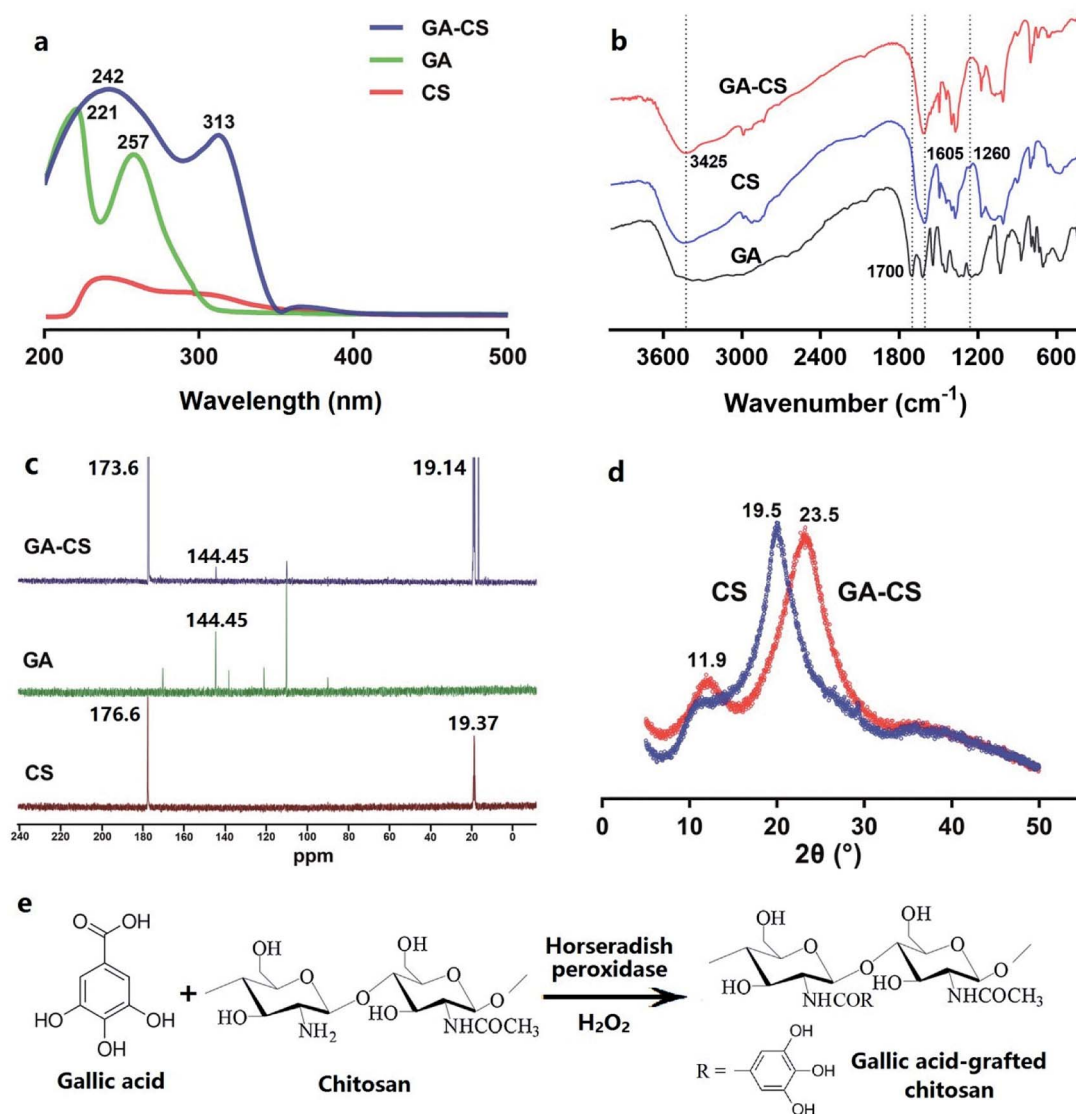 a
GA-CS
GA
CS
242
221
257
313
200
300
400
500
Wavelength (nm)
b
GA-CS
3425
1605
1260
CS
GA
1700
3600
3000
2400
1800
1200
600
Wavenumber (cm⁻¹)
c
173.6
19.14
GA-CS
144.45
144.45
GA
176.6
19.37
CS
240 220 200 180 160 140 120 100 80 60 40 20 0
ppm
d
19.5
23.5
CS
GA-CS
11.9
0
10
20
30
40
50
2θ (°)
e
O
OH
HO
OH
OH
Gallic acid
+
OH
O
HO
NH₂
O
OH
O
HO
O
NHCOCH₃
Chitosan
Horseradish
peroxidase
H₂O₂
OH
O
HO
NHCOR
O
OH
O
HO
O
NHCOCH₃
R =
OH
OH
OH
Gallic acid-grafted
chitosan